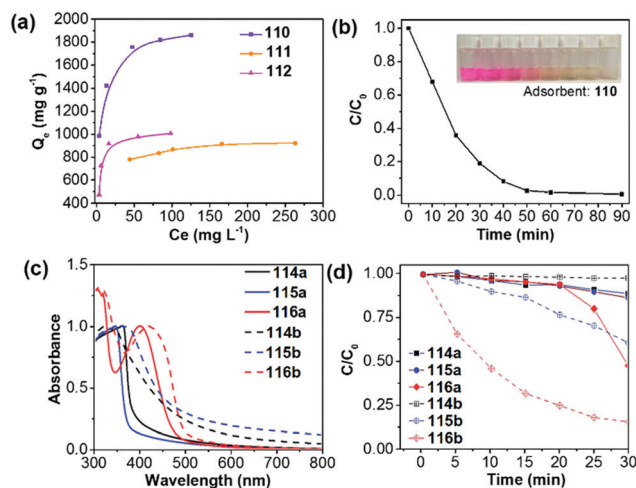 (a)
2000
1800
1600
1400
1200
1000
800
600
400
Qe (mg g-1)
0 50 100 150 200 250 300
Ce (mg L-1)
110
111
112
(b)
1.0
0.8
0.6
0.4
0.2
0.0
C/C0
0 10 20 30 40 50 60 70 80 90
Time (min)
Adsorbent: 110
(c)
1.5
1.0
0.5
0.0
Absorbance
300 400 500 600 700 800
Wavelength (nm)
114a
115a
116a
114b
115b
116b
(d)
1.00
0.75
0.50
0.25
0
C/C0
0 5 10 15 20 25 30
Time (min)
114a
115a
116a
114b
115b
116b